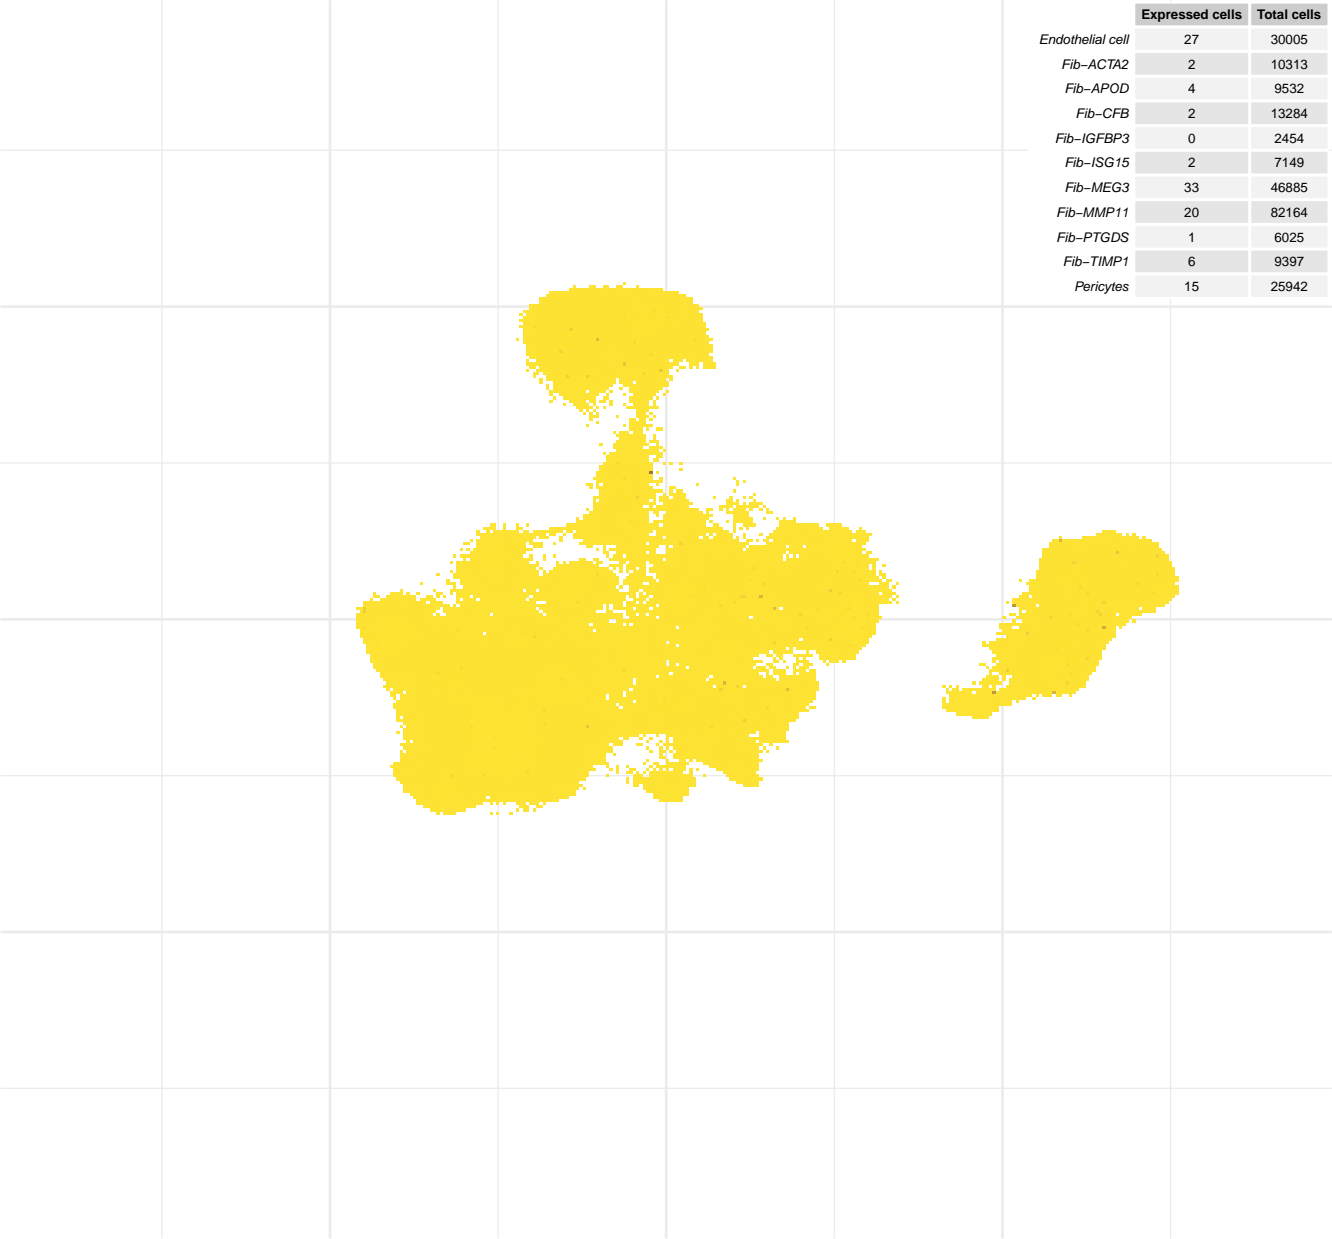 Expressed cells Total cells
Endothelial cell 27 30005
Fib−ACTA2 2 10313
Fib−APOD 4 9532
Fib−CFB 2 13284
Fib−IGFBP3 0 2454
Fib−ISG15 2 7149
Fib−MEG3 33 46885
Fib−MMP11 20 82164
Fib−PTGDS 1 6025
Fib−TIMP1 6 9397
Pericytes 15 25942